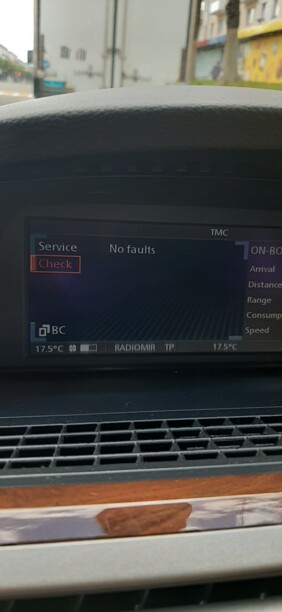 TMC
Service No faults
Check
BC
ON-BO
Arrival
Distance
Range
Consump
Speed
17.5°C RADIOMIR TP 17.5°C